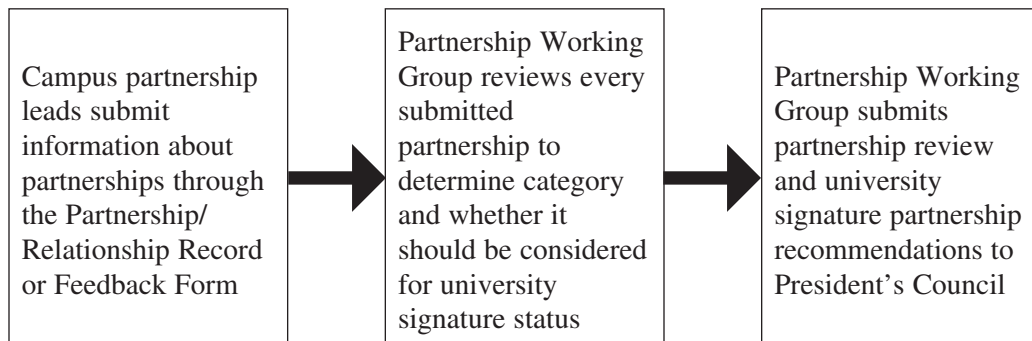 Campus partnership
leads submit
information about
partnerships through
the Partnership/
Relationship Record
or Feedback Form
Partnership Working
Group reviews every
submitted
partnership to
determine category
and whether it
should be considered
for university
signature status
Partnership Working
Group submits
partnership review
and university
signature partnership
recommendations to
President’s Council